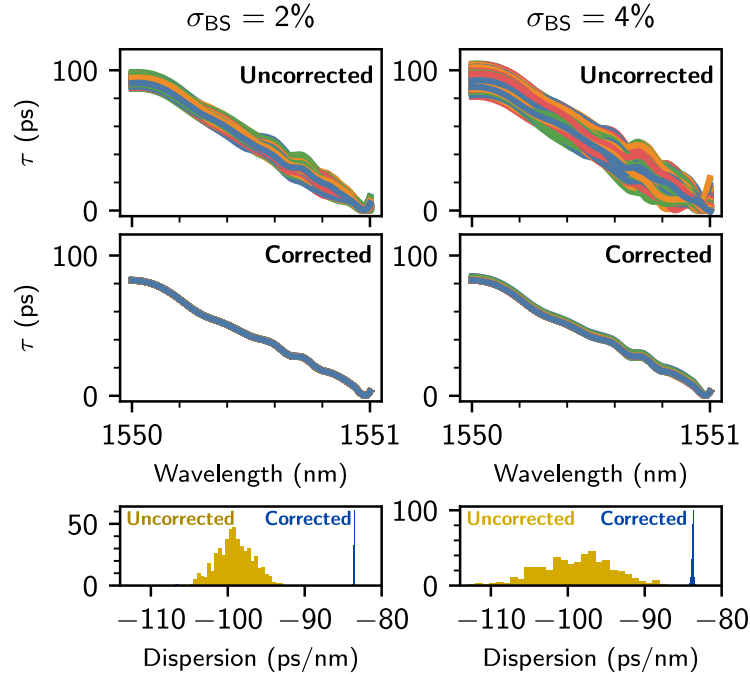 σBS = 2%
σBS = 4%
Uncorrected
Uncorrected
100
100
τ (ps)
0
0
Corrected
Corrected
100
100
τ (ps)
0
0
1550
1551
1550
1551
Wavelength (nm)
Wavelength (nm)
Uncorrected
Corrected
Uncorrected
Corrected
50
100
0
0
−110
−100
−90
−80
−110
−100
−90
−80
Dispersion (ps/nm)
Dispersion (ps/nm)